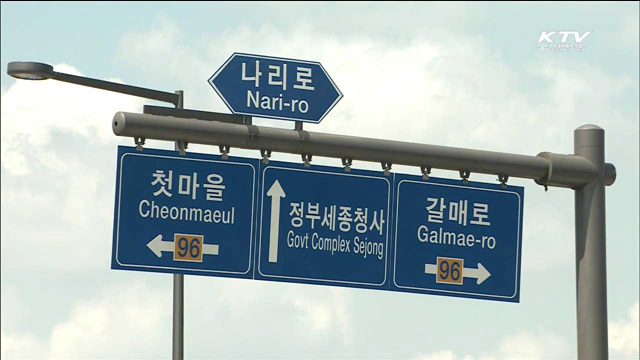 KTV
나리로
Nari-ro
첫마을
Cheonmaeul
96
정부세종청사
Govt Complex Sejong
갈매로
Galmae-ro
96